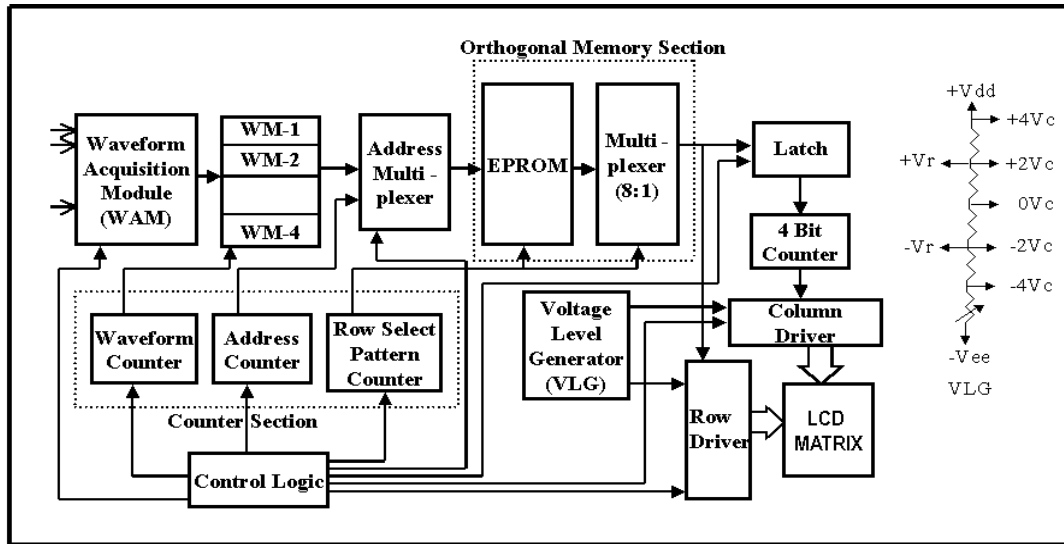 Orthogonal Memory Section
Waveform
Acquisition
Module
(WAM)
WM-1
WM-2
WM-4
Address
Multi -
plexer
EPROM
Multi -
plexer
(8:1)
Latch
4 Bit
Counter
Column
Driver
Voltage
Level
Generator
(VLG)
Row
Driver
LCD
MATRIX
Waveform
Counter
Address
Counter
Row Select
Pattern
Counter
Counter Section
Control Logic
+Vdd
+4Vc
+Vr
+2Vc
0Vc
-Vr
-2Vc
-4Vc
-Vee
VLG